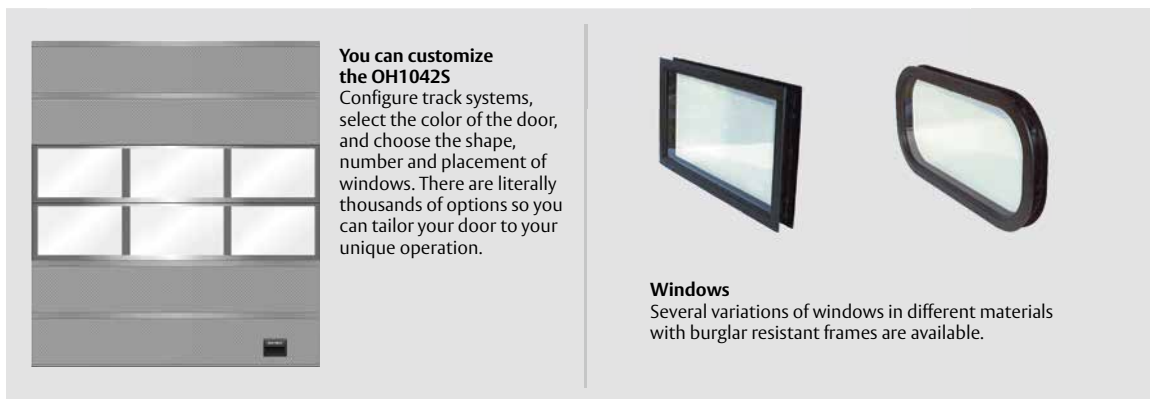 You can customize
the OH1042S
Configure track systems,
select the color of the door,
and choose the shape,
number and placement of
windows. There are literally
thousands of options so you
can tailor your door to your
unique operation.
Windows
Several variations of windows in different materials
with burglar resistant frames are available.